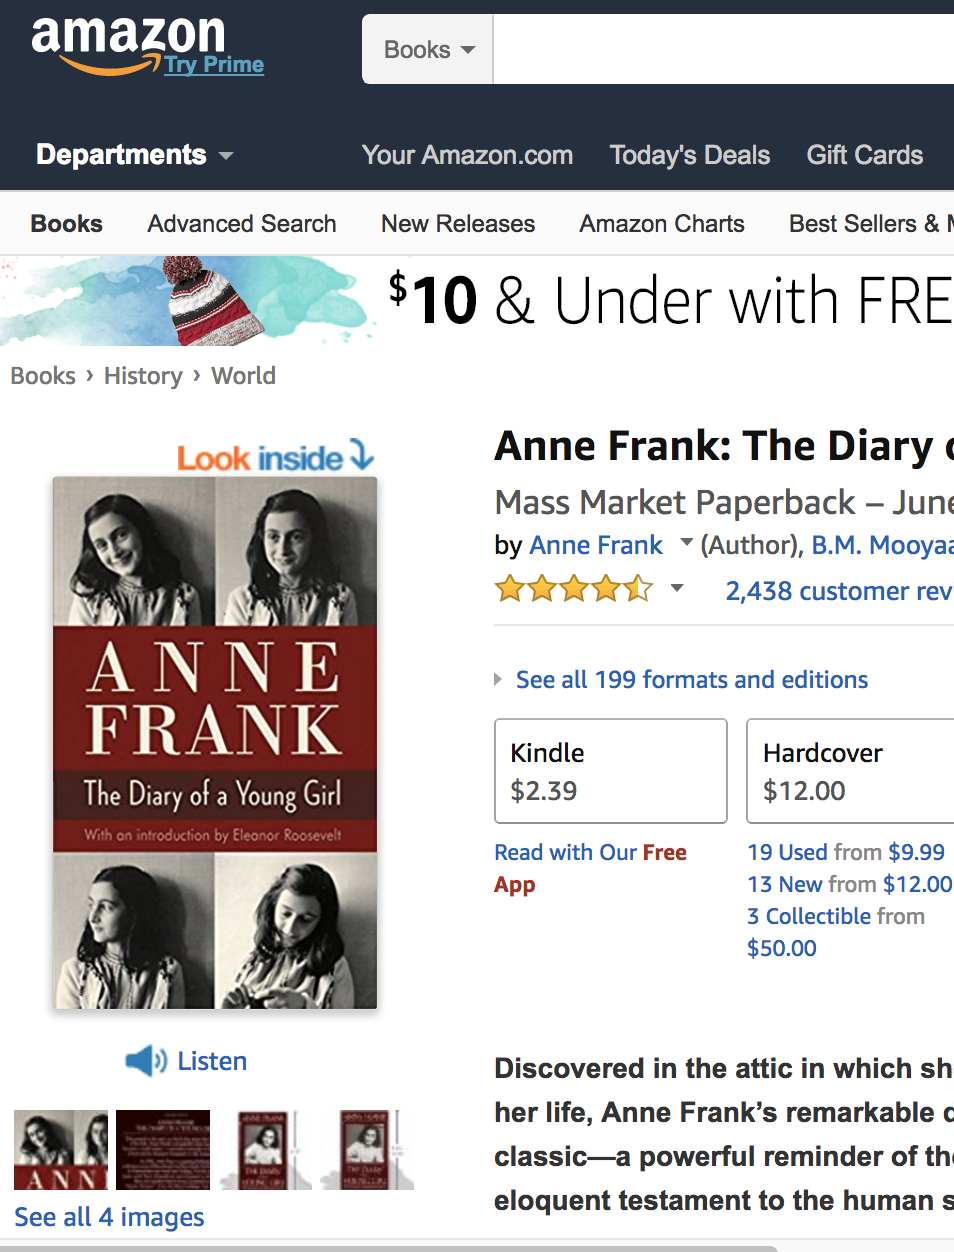 amazon
Try Prime
Books
Departments
Your Amazon.com Today's Deals Gift Cards
Books Advanced Search New Releases Amazon Charts Best Sellers &
$10 & Under with FRE
Books › History › World
Look inside
ANNE
FRANK
The Diary of a Young Girl
With an introduction by Eleanor Roosevelt
Listen
See all 4 images
Anne Frank: The Diary
Mass Market Paperback – June
by Anne Frank (Author), B.M. Mooyaa
2,438 customer rev
See all 199 formats and editions
Kindle
$2.39
Read with Our Free
App
Hardcover
$12.00
19 Used from $9.99
13 New from $12.00
3 Collectible from
$50.00
Discovered in the attic in which sh
her life, Anne Frank’s remarkable
classic—a powerful reminder of th
eloquent testament to the human s